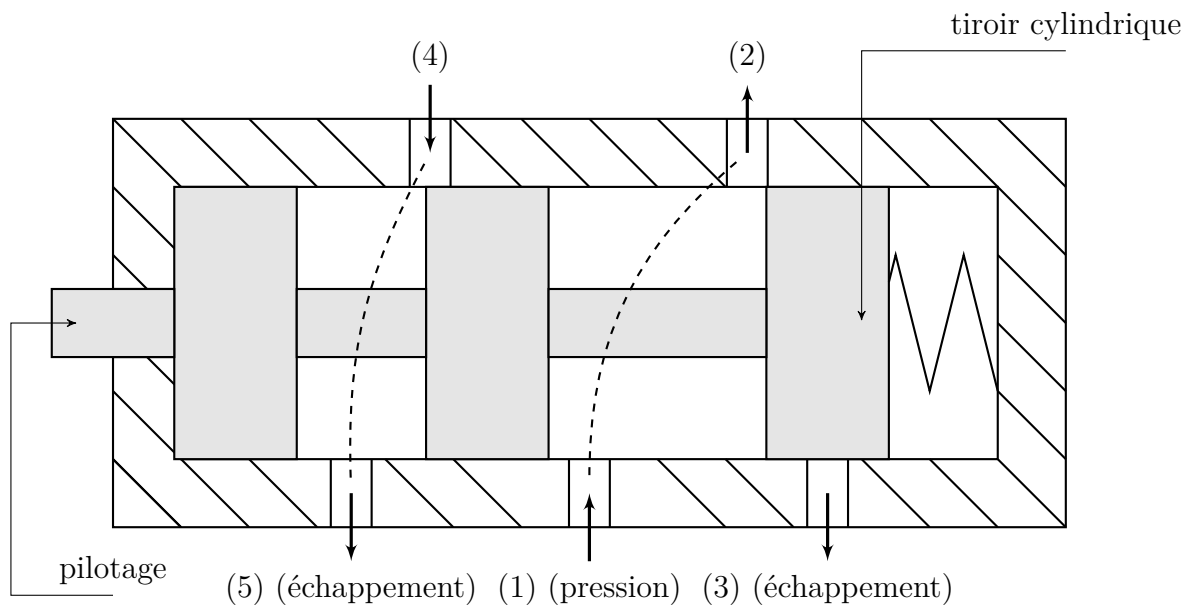 tiroir cylindrique
(4)
(2)
pilotage
(5) (échappement)
(1) (pression)
(3) (échappement)